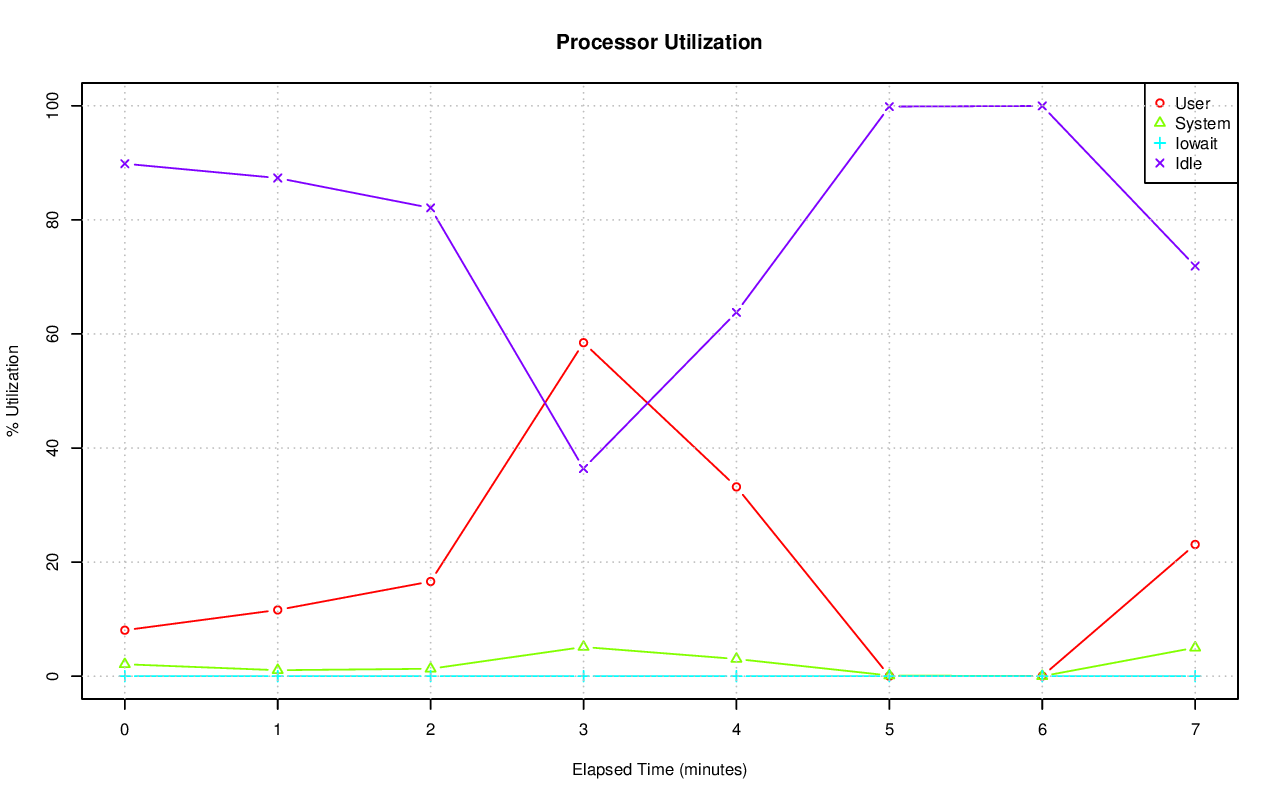 Processor Utilization
User
System
Iowait
Idle
% Utilization
100
80
60
40
20
0
0 1 2 3 4 5 6 7
Elapsed Time (minutes)